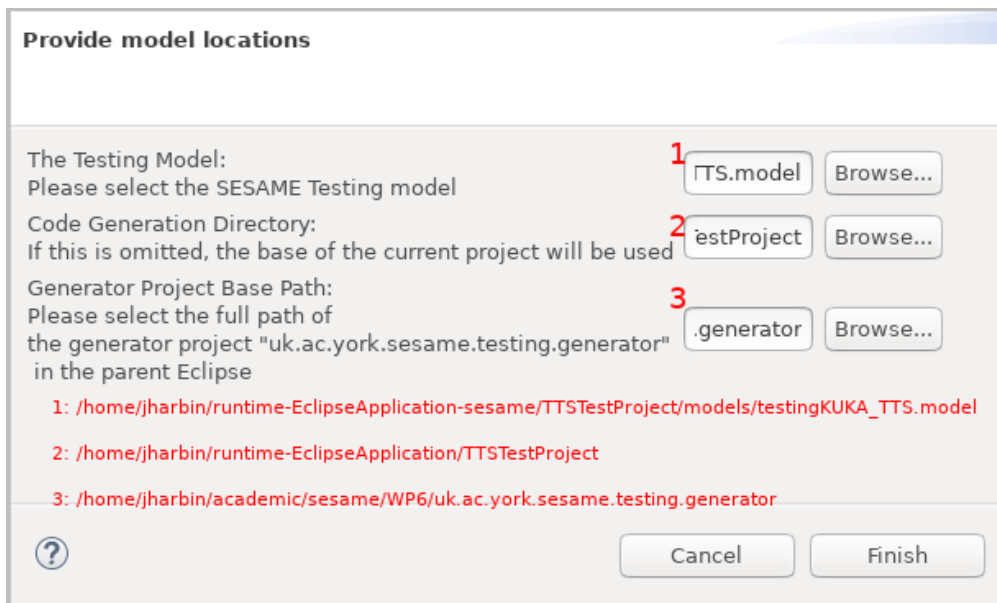 Provide model locations
The Testing Model:
Please select the SESAME Testing model
1 TTS.model Browse...
Code Generation Directory:
If this is omitted, the base of the current project will be used
2 estProject Browse...
Generator Project Base Path:
Please select the full path of
the generator project "uk.ac.york.sesame.testing.generator"
in the parent Eclipse
3 .generator Browse...
1: /home/jharbin/runtime-EclipseApplication-sesame/TTSTestProject/models/testingKUKA_TTS.model
2: /home/jharbin/runtime-EclipseApplication/TTSTestProject
3: /home/jharbin/academic/sesame/WP6/uk.ac.york.sesame.testing.generator
? Cancel Finish